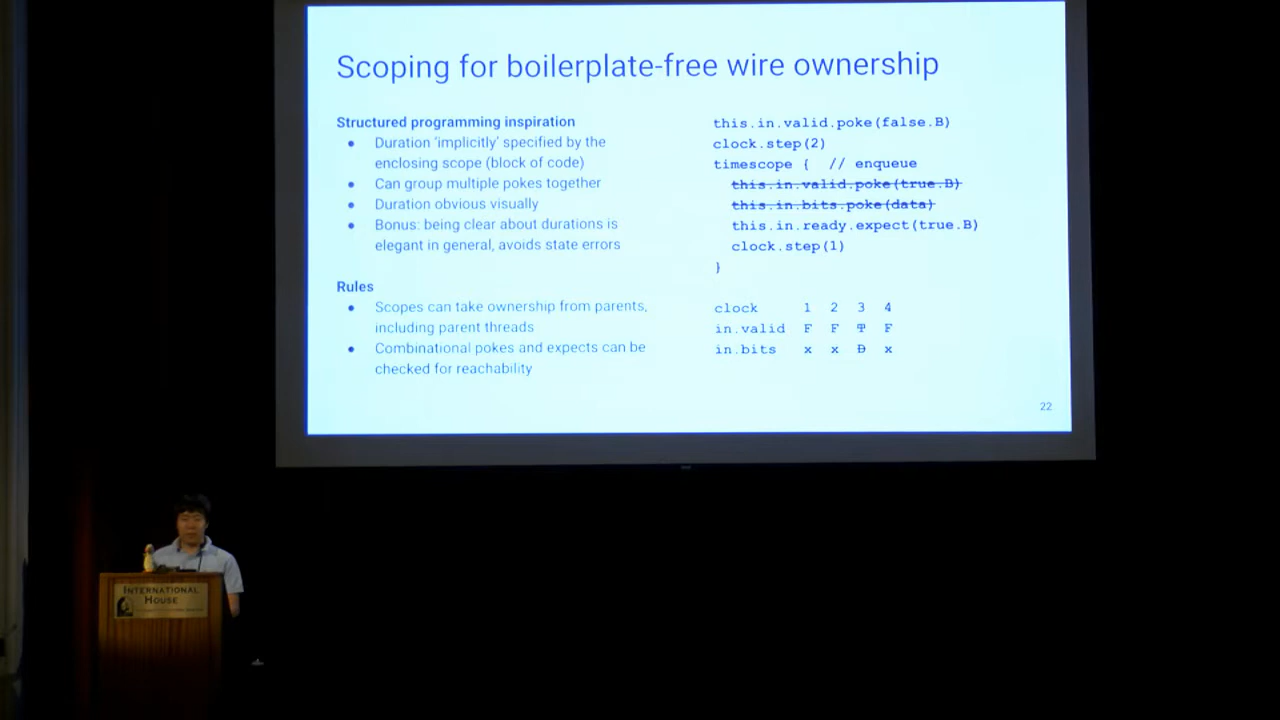 Scoping for boilerplate-free wire ownership
Structured programming inspiration
● Duration 'implicitly' specified by the
enclosing scope (block of code)
● Can group multiple pokes together
● Duration obvious visually
● Bonus: being clear about durations is
elegant in general, avoids state errors
Rules
● Scopes can take ownership from parents,
including parent threads
● Combinational pokes and expects can be
checked for reachability
this.in.valid.poke(false.B)
clock.step(2)
timescope { // enqueue
this.in.valid.poke(true.B)
this.in.bits.poke(data)
this.in.ready.expect(true.B)
clock.step(1)
}
clock 1 2 3 4
in.valid F F T F
in.bits x x D x
22
INTERNATIONAL
HOUSE